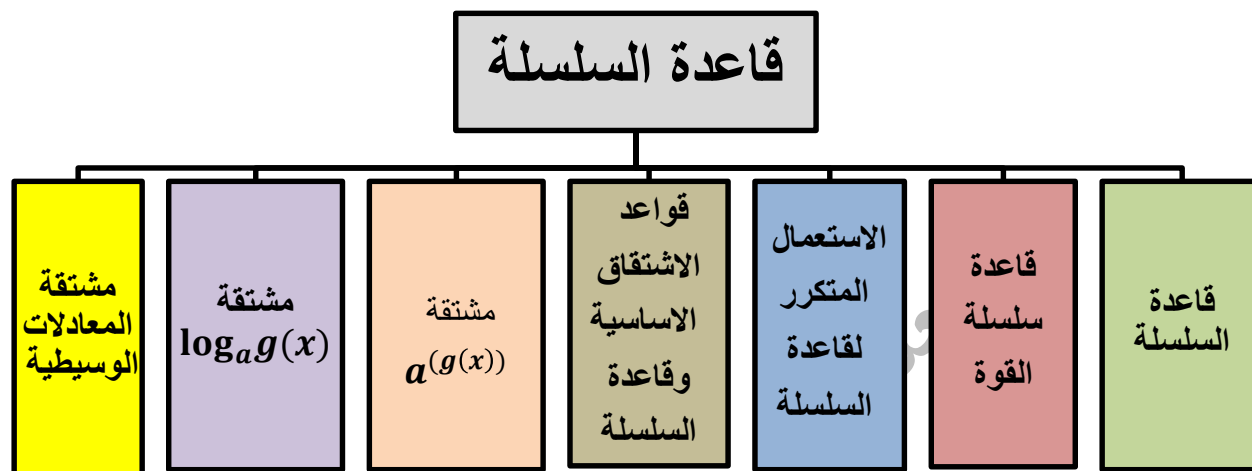 قاعدة السلسلة
قاعدة
السلسلة
قاعدة
سلسلة
القوة
الاستعمال
المتكرر
لقاعدة
السلسلة
قواعد
الاشتقاق
الاساسية
وقاعدة
السلسلة
مشتقة
a^(g(x))
مشتقة
logₐg(x)
مشتقة
المعادلات
الوسيطية